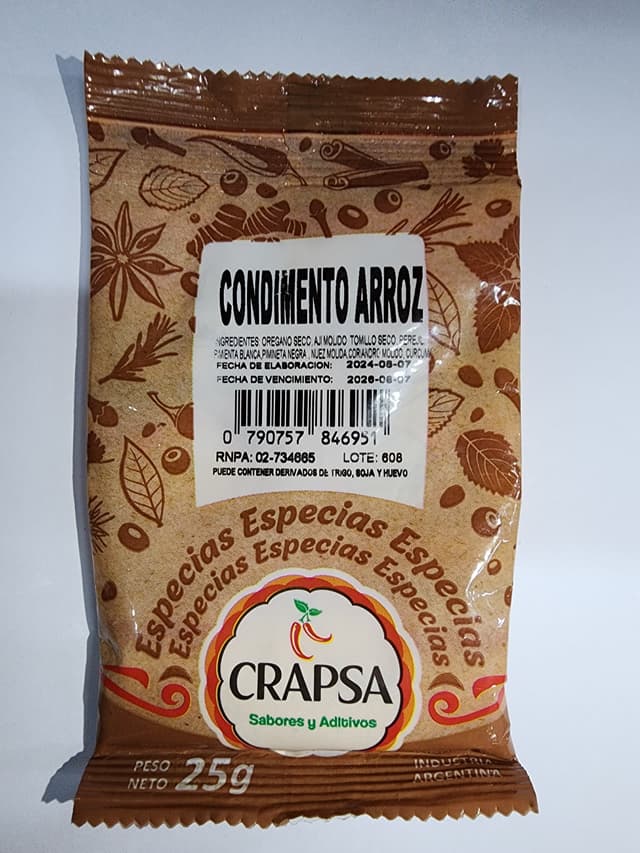 CONDIMENTO ARROZ
INGREDIENTES: OREGANO SECO, AJI MOLIDO, TOMILLO SECO, PEREJIL
PIMIENTA BLANCA, PIMINETA NEGRA , NUEZ MOLIDA, CORIANDRO MOLIDO, CURCUMA
FECHA DE ELABORACION: 2024-08-07
FECHA DE VENCIMIENTO: 2026-08-07
0 790757 846951
RNPA: 02-734665 LOTE: 608
PUEDE CONTENER DERIVADOS DE TRIGO, SOJA Y HUEVO
Especias Especias Especias
Especias Especias Especias
CRAPSA
Sabores y Aditivos
PESO NETO 25g
INDUSTRIA
ARGENTINA